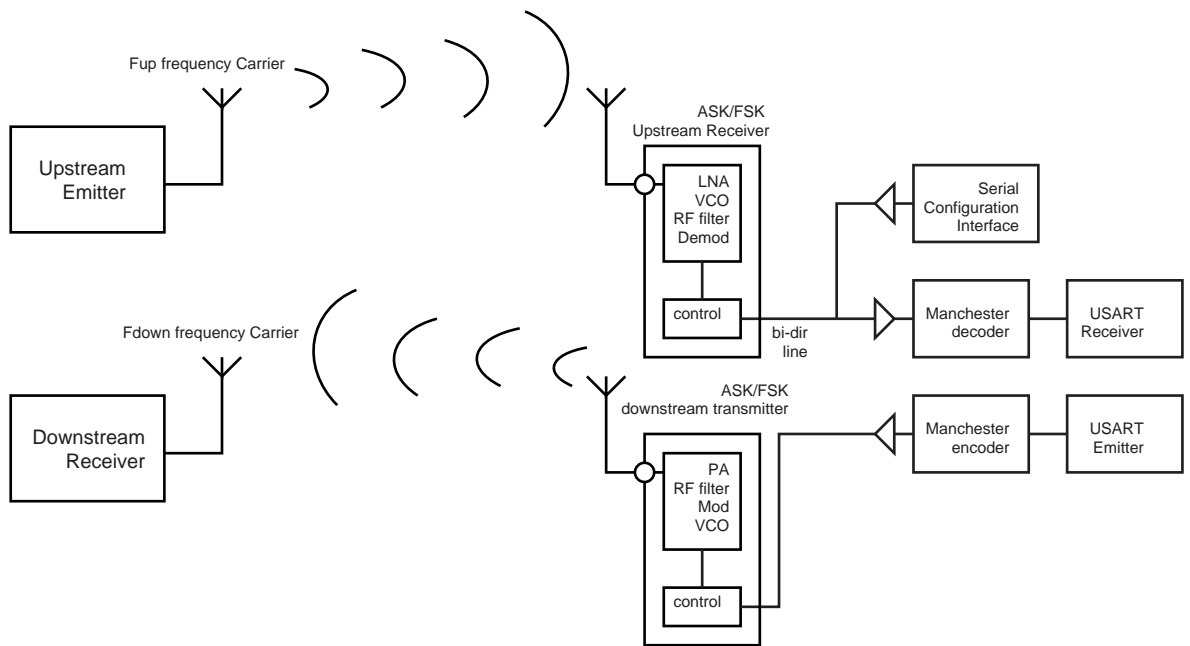 Fup frequency Carrier
Upstream
Emitter
ASK/FSK
Upstream Receiver
LNA
VCO
RF filter
Demod
control
bi-dir
line
Serial
Configuration
Interface
Manchester
decoder
USART
Receiver
Fdown frequency Carrier
Downstream
Receiver
ASK/FSK
downstream transmitter
PA
RF filter
Mod
VCO
control
Manchester
encoder
USART
Emitter